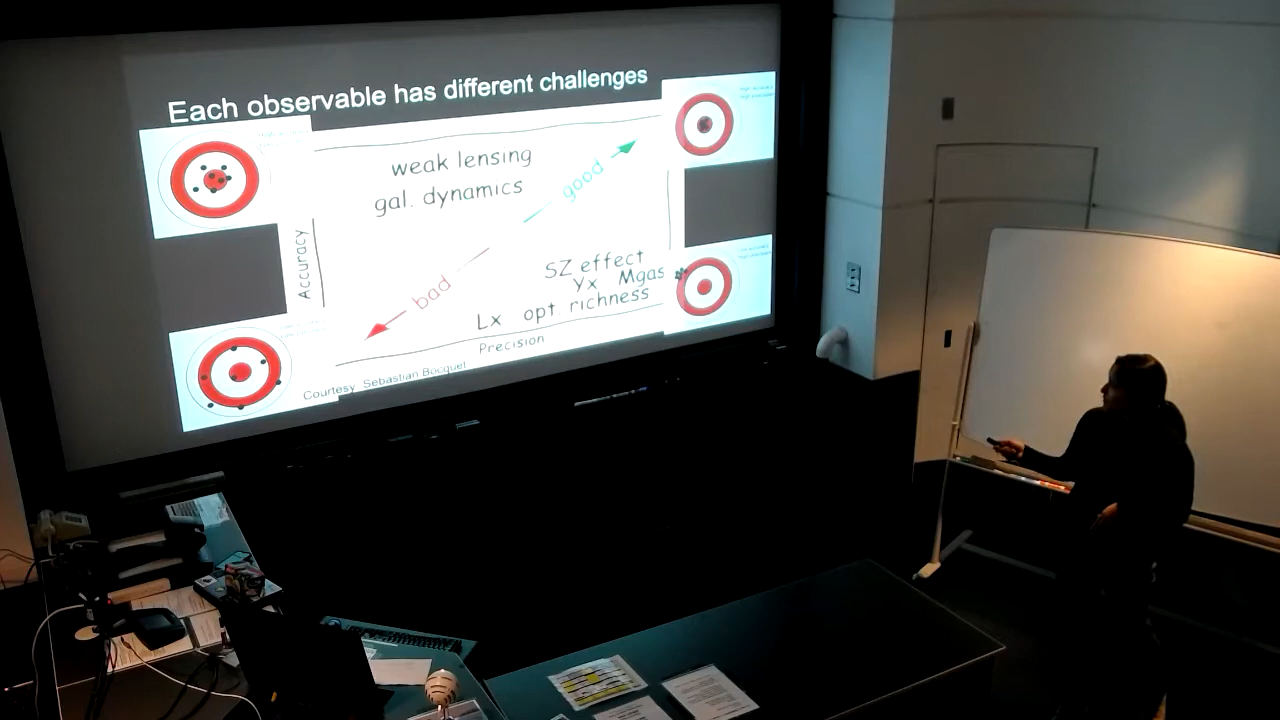 Each observable has different challenges
weak lensing
gal. dynamics
good
Accuracy
bad
SZ effect
Yx Mgas
Lx opt richness
Precision
Courtesy Sebastian Bocquet